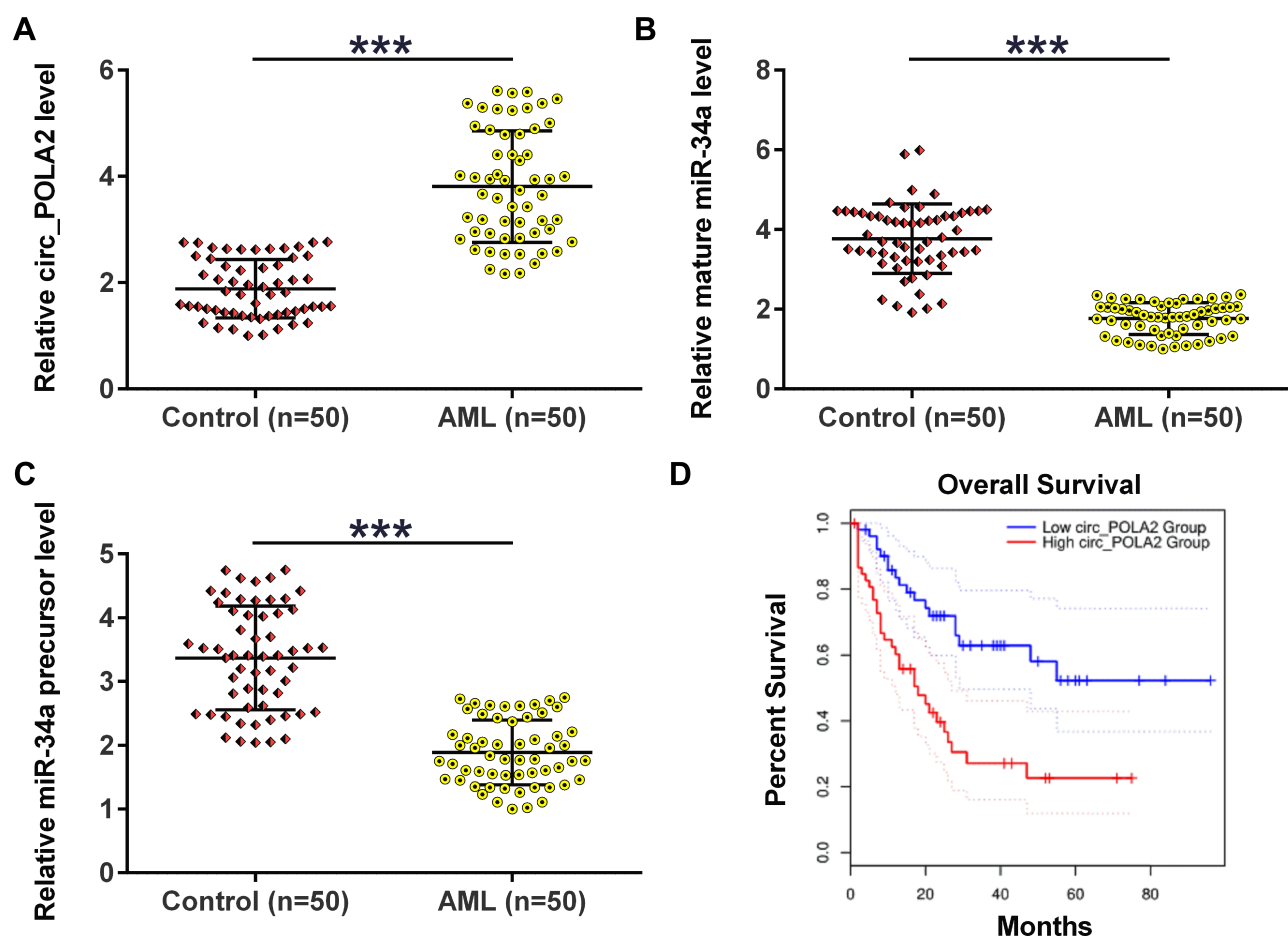 A
Relative circ_POLA2 level
***
6
4
2
0
Control (n=50)
AML (n=50)
B
Relative mature miR-34a level
***
8
6
4
2
0
Control (n=50)
AML (n=50)
C
Relative miR-34a precursor level
***
5
4
3
2
1
0
Control (n=50)
AML (n=50)
D
Overall Survival
Percent Survival
Low circ_POLA2 Group
High circ_POLA2 Group
1.0
0.8
0.6
0.4
0.2
0.0
0 20 40 60 80
Months